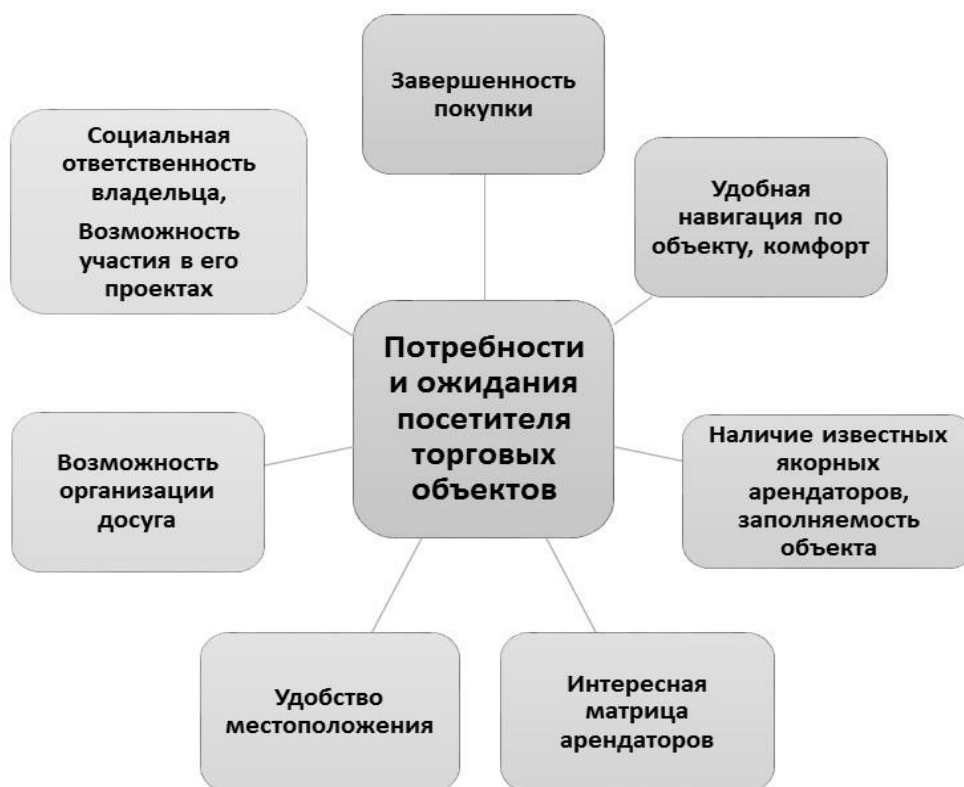 Завершенность
покупки
Социальная
ответственность
владельца,
Возможность
участия в его
проектах
Удобная
навигация по
объекту, комфорт
Потребности
и ожидания
посетителя
торговых
объектов
Возможность
организации
досуга
Наличие известных
якорных
арендаторов,
заполняемость
объекта
Удобство
местоположения
Интересная
матрица
арендаторов